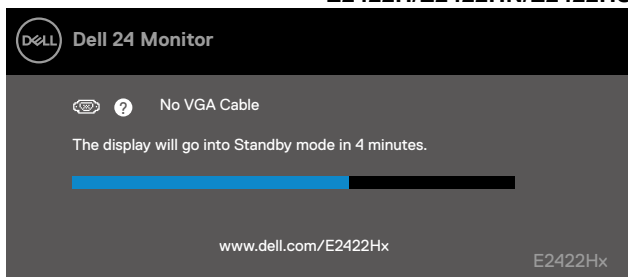 DELL Dell 24 Monitor
? No VGA Cable
The display will go into Standby mode in 4 minutes.
www.dell.com/E2422Hx
E2422Hx